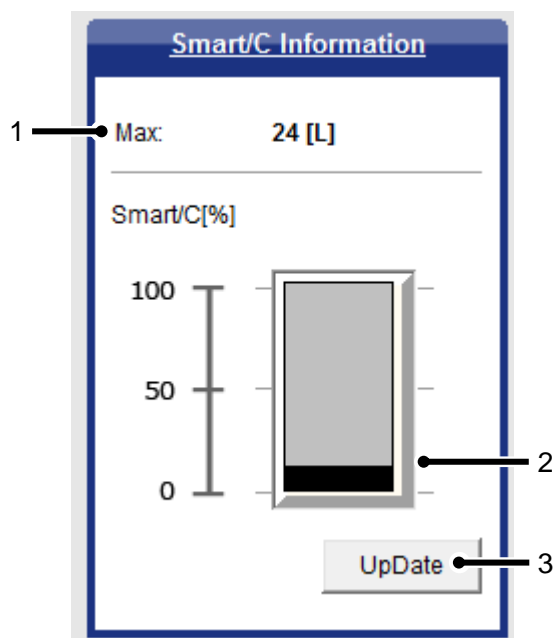 Smart/C Information
1
Max: 24 [L]
Smart/C[%]
100
50
0
2
UpDate
3